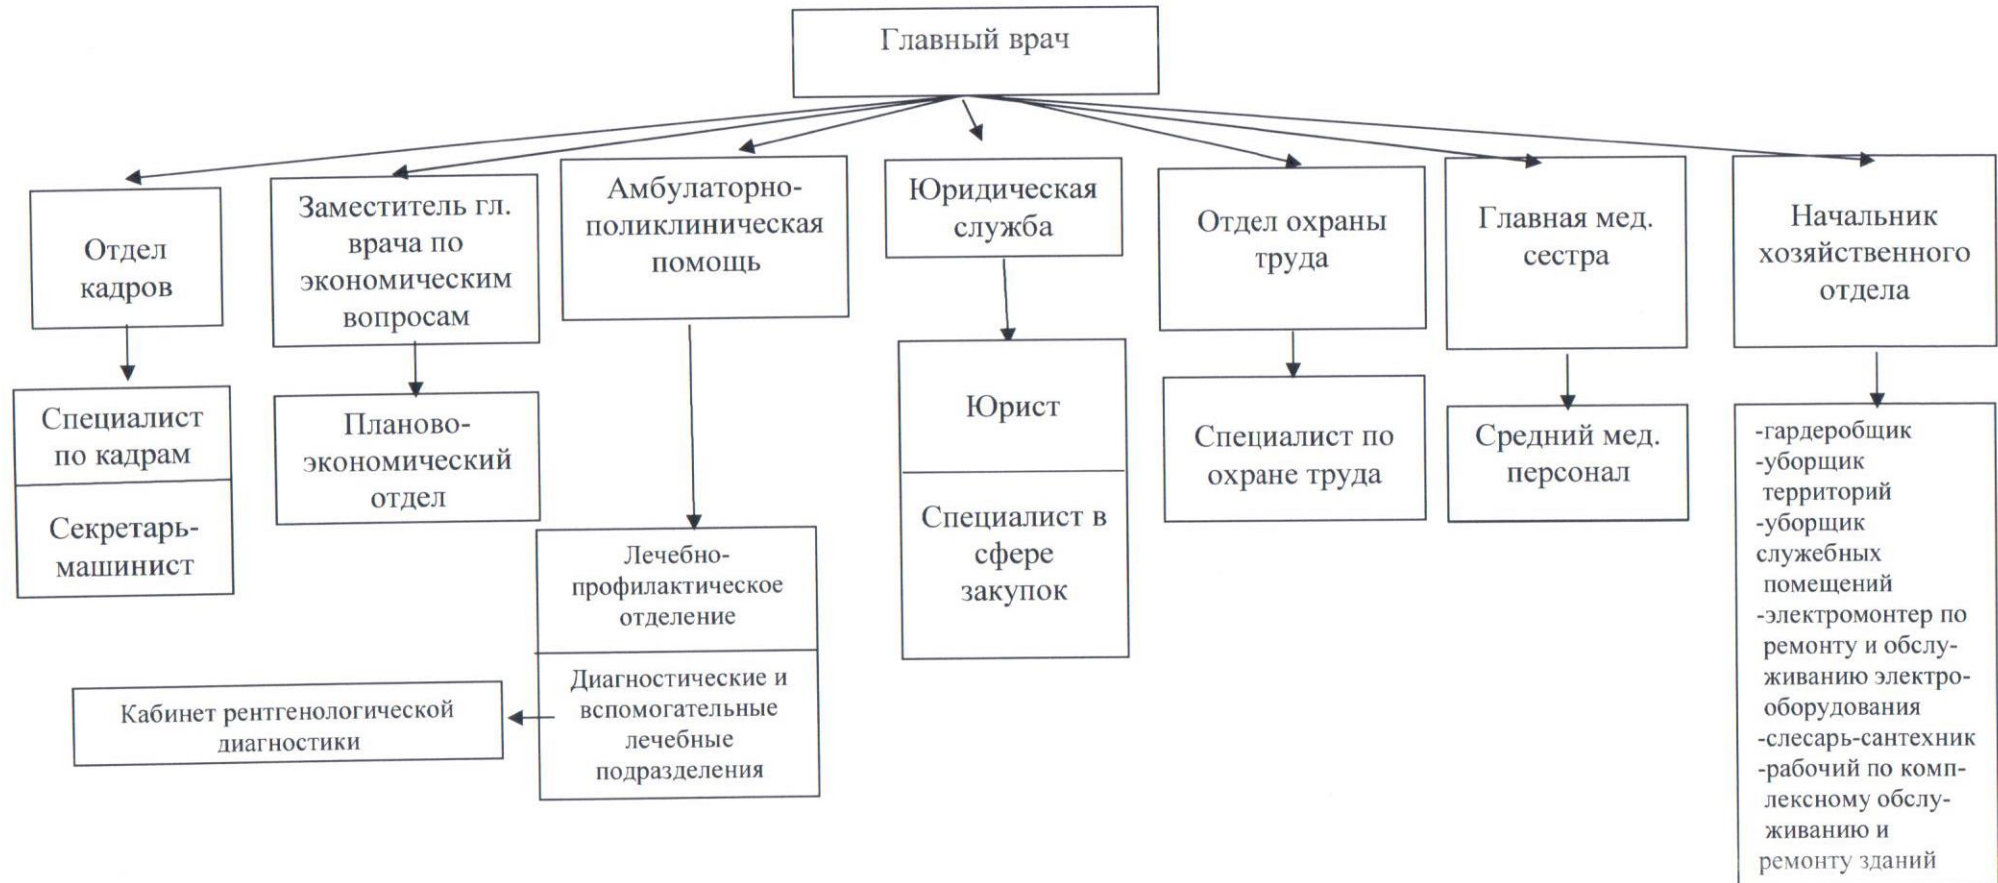 Главный врач
Отдел
кадров
Заместитель гл.
врача по
экономическим
вопросам
Амбулаторно-
поликлиническая
помощь
Юридическая
служба
Отдел охраны
труда
Главная мед.
сестра
Начальник
хозяйственного
отдела
Специалист
по кадрам
Секретарь-
машинист
Планово-
экономический
отдел
Лечебно-
профилактическое
отделение
Диагностические и
вспомогательные
лечебные
подразделения
Кабинет рентгенологической
диагностики
Юрист
Специалист в
сфере
закупок
Специалист по
охране труда
Средний мед.
персонал
-гардеробщик
-уборщик
территорий
-уборщик
служебных
помещений
-электромонтер по
ремонту и обслу-
живанию электро-
оборудования
-слесарь-сантехник
-рабочий по комп-
лексному обслу-
живанию и
ремонту зданий